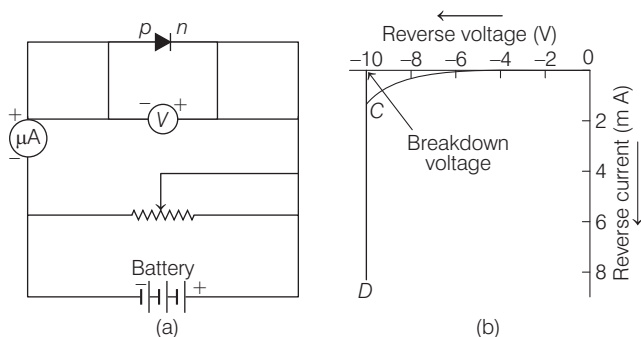 p n
− V +
+
μA
−
Battery
− +
(a)
Reverse voltage (V)
−10 −8 −6 −4 −2 0
C
Breakdown
voltage
2
4
6
8
Reverse current (m A)
D
(b)